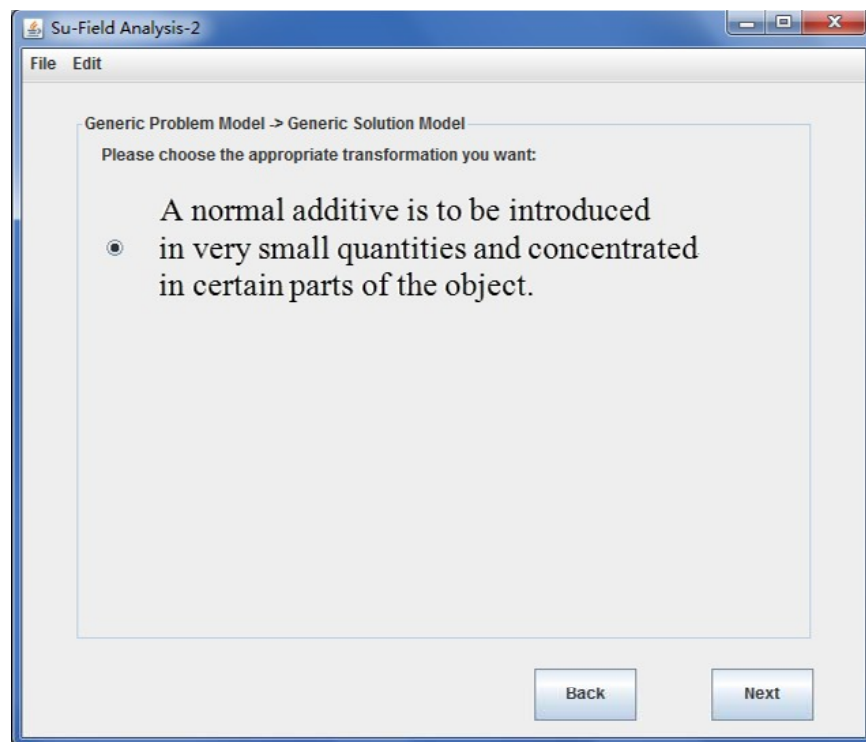 Su-Field Analysis-2
File Edit
Generic Problem Model -> Generic Solution Model
Please choose the appropriate transformation you want:
A normal additive is to be introduced
in very small quantities and concentrated
in certain parts of the object.
Back Next